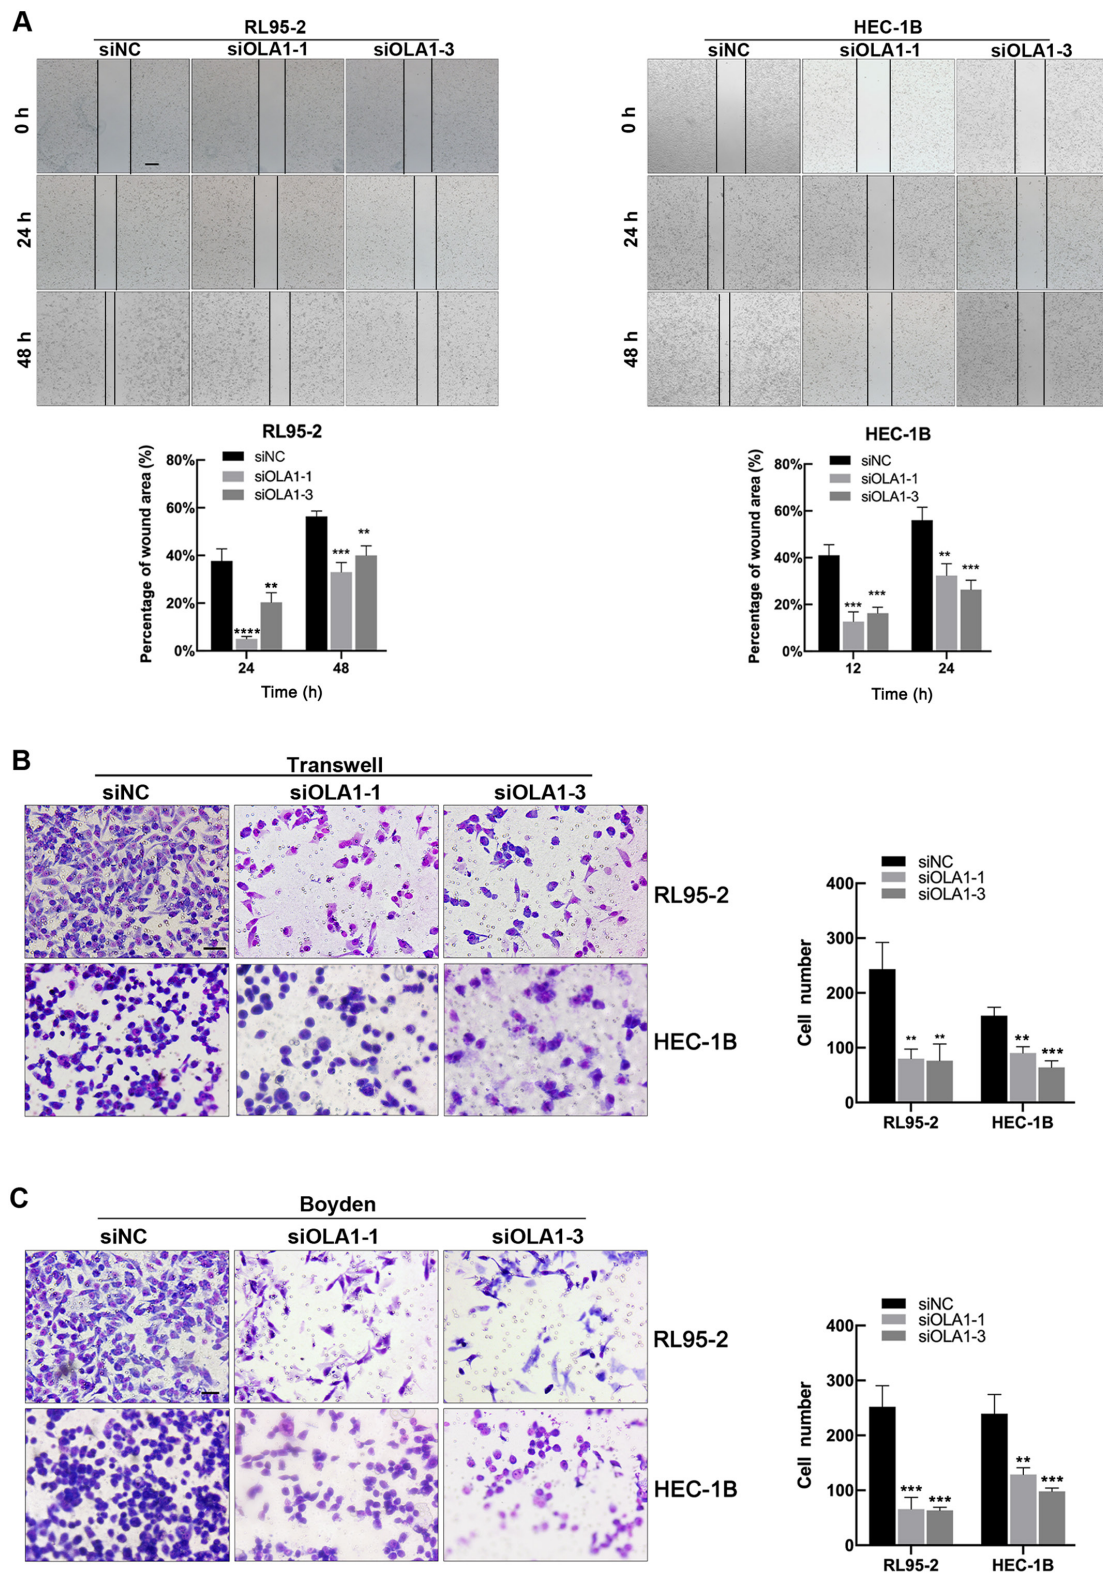 A
RL95-2
siNC siOLA1-1 siOLA1-3
0 h
24 h
48 h
HEC-1B
siNC siOLA1-1 siOLA1-3
0 h
24 h
48 h
RL95-2
Percentage of wound area (%)
80%
60%
40%
20%
0%
siNC
siOLA1-1
siOLA1-3
**** ** *** **
24 48
Time (h)
HEC-1B
Percentage of wound area (%)
80%
60%
40%
20%
0%
siNC
siOLA1-1
siOLA1-3
*** *** ** ***
12 24
Time (h)
B
Transwell
siNC siOLA1-1 siOLA1-3
RL95-2
HEC-1B
siNC
siOLA1-1
siOLA1-3
Cell number
400
300
200
100
0
** ** ** ***
RL95-2 HEC-1B
C
Boyden
siNC siOLA1-1 siOLA1-3
RL95-2
HEC-1B
siNC
siOLA1-1
siOLA1-3
Cell number
400
300
200
100
0
*** *** ** ***
RL95-2 HEC-1B